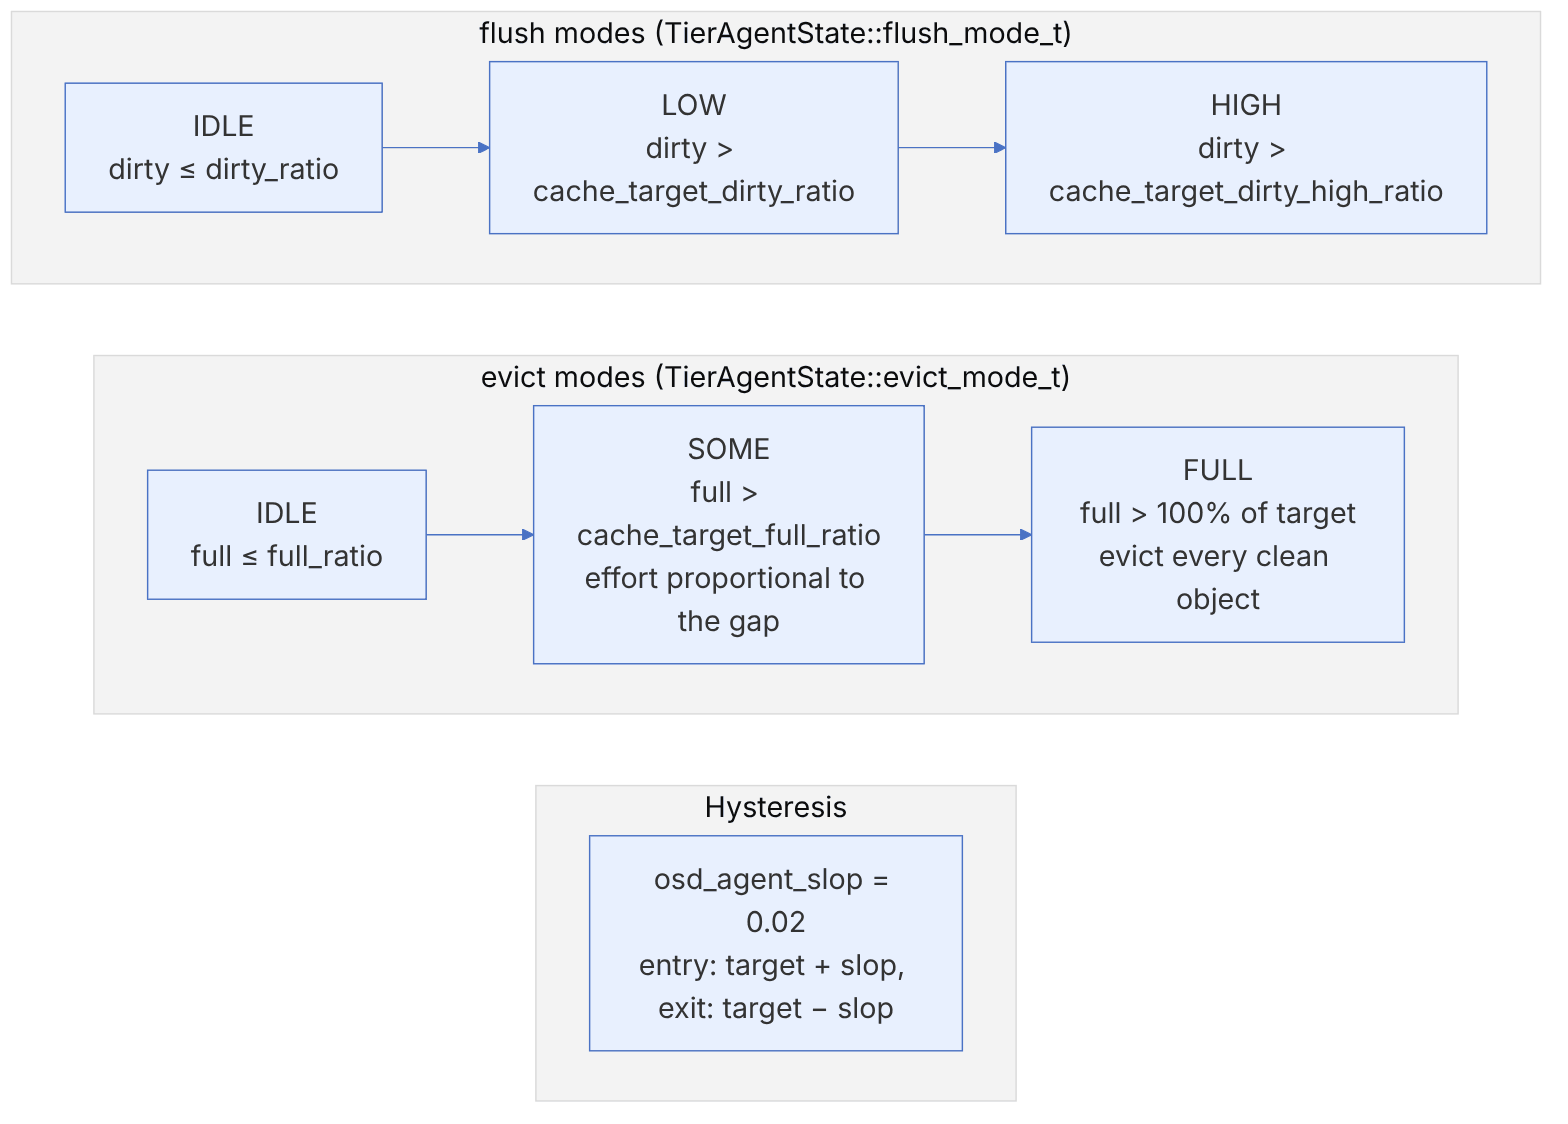 flush modes (TierAgentState::flush_mode_t)
IDLE
dirty ≤ dirty_ratio
LOW
dirty >
cache_target_dirty_ratio
HIGH
dirty >
cache_target_dirty_high_ratio
evict modes (TierAgentState::evict_mode_t)
IDLE
full ≤ full_ratio
SOME
full >
cache_target_full_ratio
effort proportional to
the gap
FULL
full > 100% of target
evict every clean
object
Hysteresis
osd_agent_slop =
0.02
entry: target + slop,
exit: target − slop